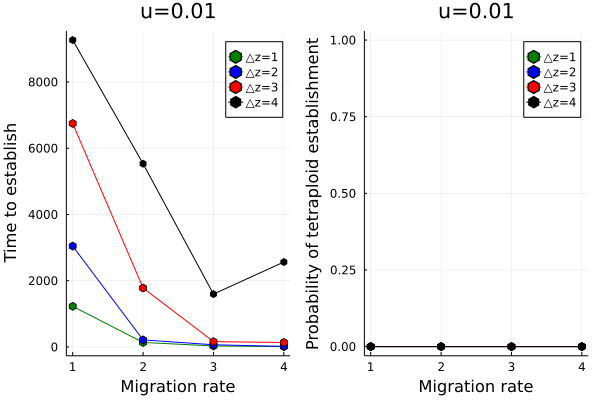 u=0.01
Time to establish
8000
6000
4000
2000
0
1
2
3
4
Migration rate
△z=1
△z=2
△z=3
△z=4
u=0.01
Probability of tetraploid establishment
1.00
0.75
0.50
0.25
0.00
1
2
3
4
Migration rate
△z=1
△z=2
△z=3
△z=4